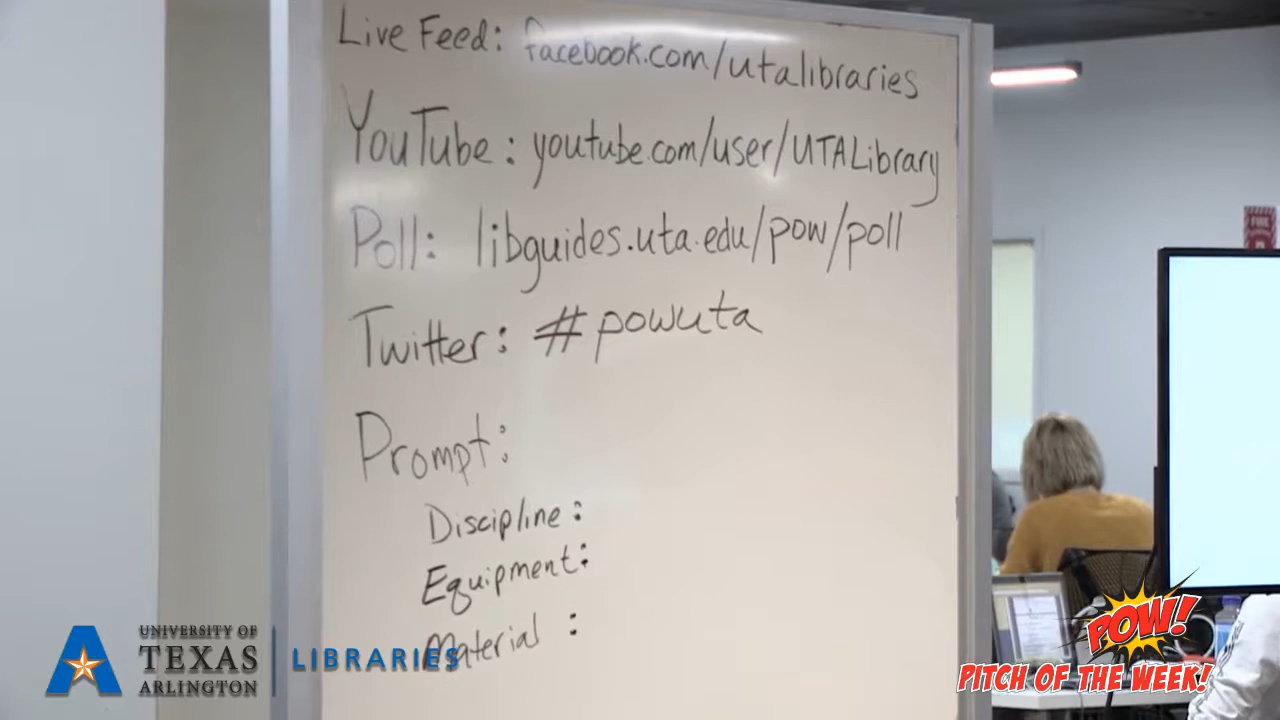 Live Feed: facebook.com/utalibraries
YouTube: youtube.com/user/UTALibrary
Poll: libguides.uta.edu/pow/poll
Twitter: #powuta
Prompt:
Discipline:
Equipment:
Material:
UNIVERSITY OF
TEXAS
ARLINGTON
LIBRARIES
FIRE
POW!
PITCH OF THE WEEK!